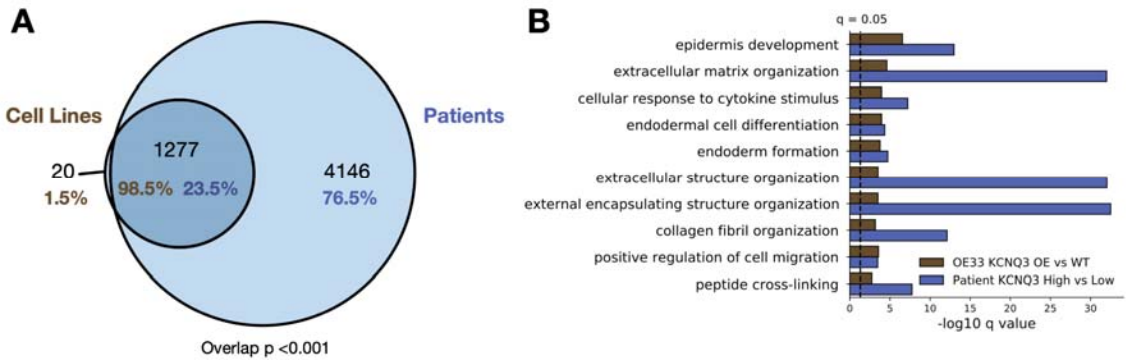 A
Cell Lines
Patients
1277
20
4146
98.5% 23.5%
1.5%
76.5%
Overlap p <0.001
B
q = 0.05
epidermis development
extracellular matrix organization
cellular response to cytokine stimulus
endodermal cell differentiation
endoderm formation
extracellular structure organization
external encapsulating structure organization
collagen fibril organization
positive regulation of cell migration
peptide cross-linking
OE33 KCNQ3 OE vs WT
Patient KCNQ3 High vs Low
0 5 10 15 20 25 30
-log10 q value